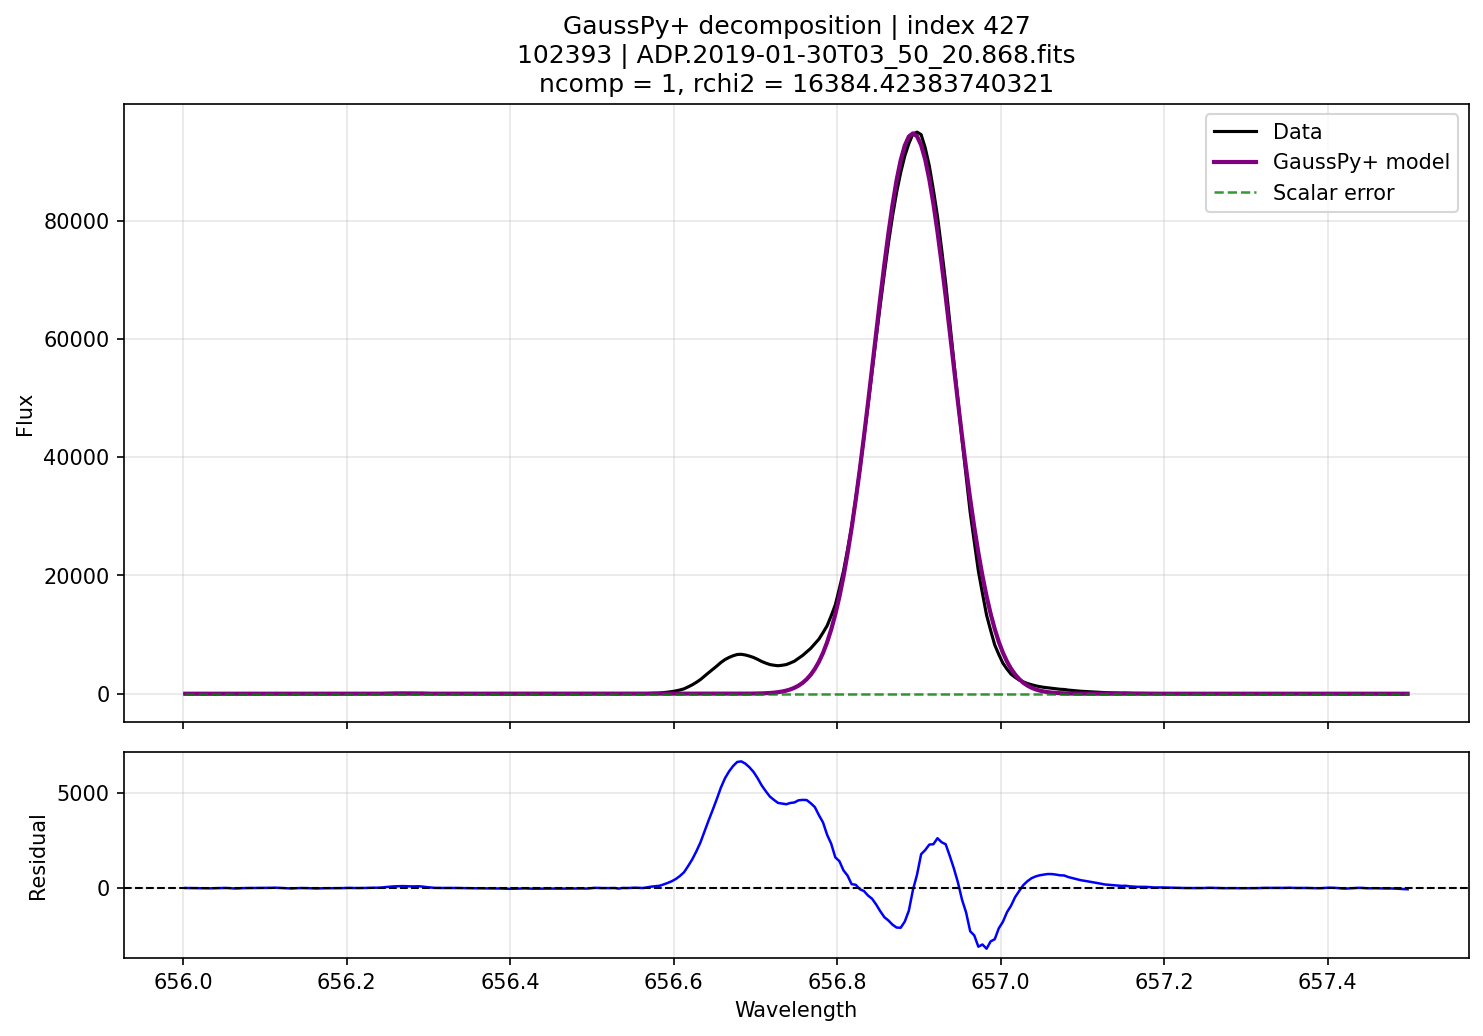 GaussPy+ decomposition | index 427
102393 | ADP.2019-01-30T03_50_20.868.fits
ncomp = 1, rchi2 = 16384.42383740321
Data
GaussPy+ model
Scalar error
Flux
80000
60000
40000
20000
0
Residual
5000
0
656.0 656.2 656.4 656.6 656.8 657.0 657.2 657.4
Wavelength